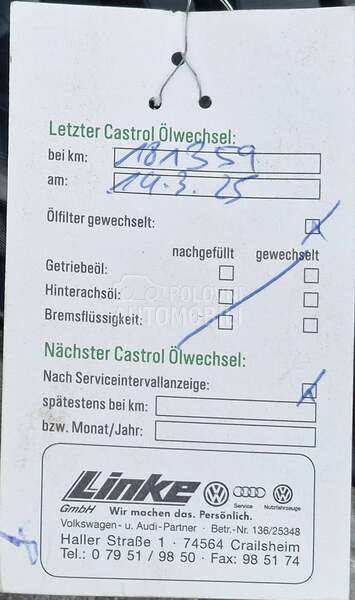 Letzter Castrol Ölwechsel:
bei km: 181359
am: 19.3.25
Ölfilter gewechselt:
nachgefüllt gewechselt
Getriebeöl:
Hinterachsöl:
Bremsflüssigkeit:
Nächster Castrol Ölwechsel:
Nach Serviceintervallanzeige:
spätestens bei km:
bzw. Monat/Jahr:
Linke
GmbH Wir machen das. Persönlich. Service Nutzfahrzeuge
Volkswagen- u. Audi-Partner · Betr.-Nr. 136/25348
Haller Straße 1 · 74564 Crailsheim
Tel.: 0 79 51 / 98 50 · Fax: 98 51 74